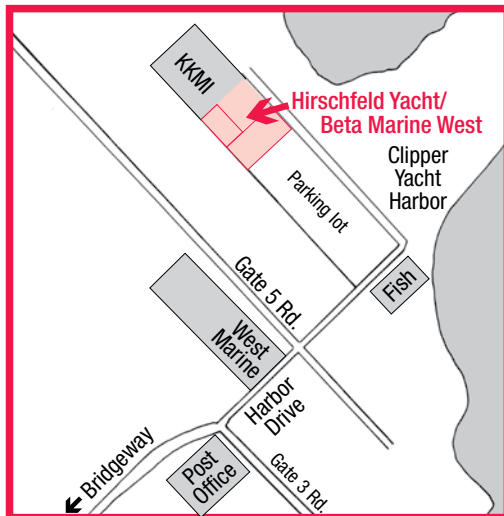 KKMI
Hirschfeld Yacht/
Beta Marine West
Clipper
Yacht
Harbor
Parking lot
Fish
Gate 5 Rd.
West
Marine
Harbor
Drive
Bridgeway
Post
Office
Gate 3 Rd.